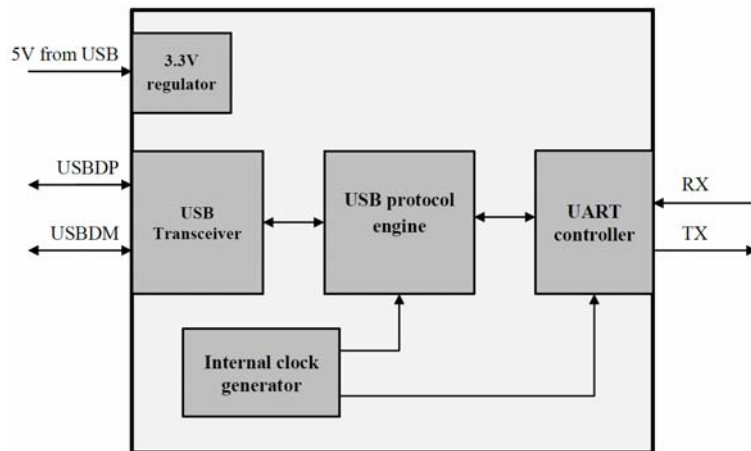 5V from USB
3.3V
regulator
USBDP
USBDM
USB
Transceiver
USB protocol
engine
UART
controller
RX
TX
Internal clock
generator